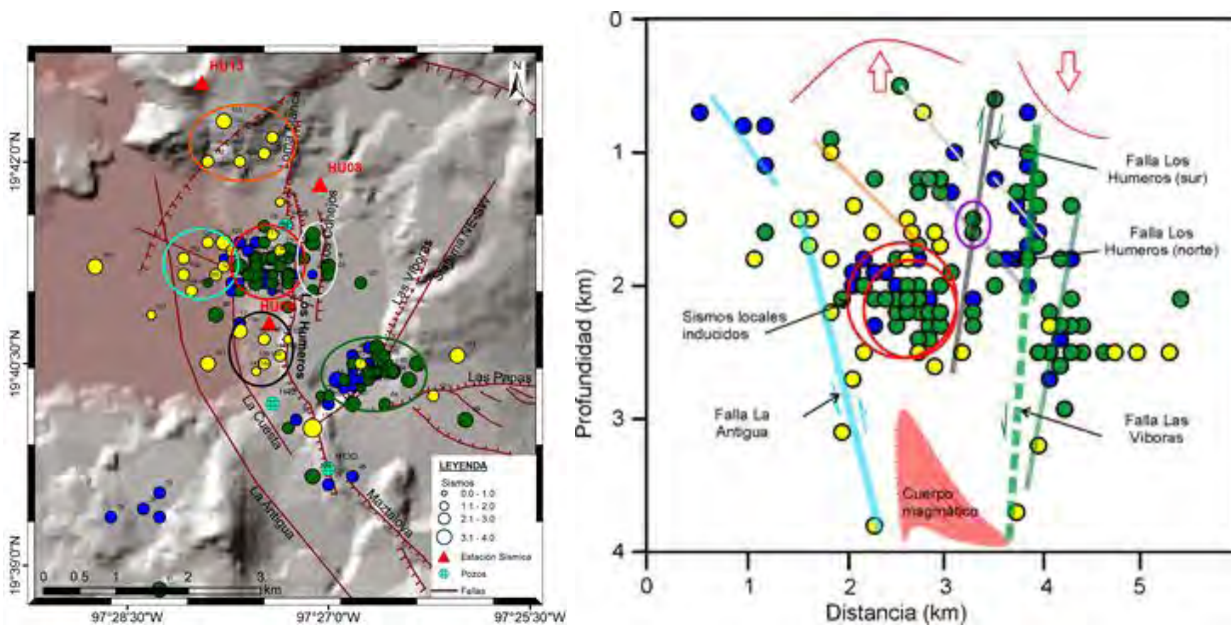 HU13
N
HU08
Los Conejos
Las Víboras
Sistema NE-SW
Los Humeros
Las Papas
La Cuesta
La Antigua
Maztaloya
19°42'0"N
19°40'30"N
19°39'0"N
97°28'30"W
97°27'0"W
97°25'30"W
0 0.5 1 2 3
km
LEYENDA
Sismos
0.0 - 1.0
1.1 - 2.0
2.1 - 3.0
3.1 - 4.0
Estación Sísmica
Pozos
Fallas
0
1
2
3
4
Profundidad (km)
Falla Los
Humeros (sur)
Falla Los
Humeros (norte)
Sismos locales
inducidos
Falla La
Antigua
Falla Las
Víboras
Cuerpo
magmático
0 1 2 3 4 5
Distancia (km)